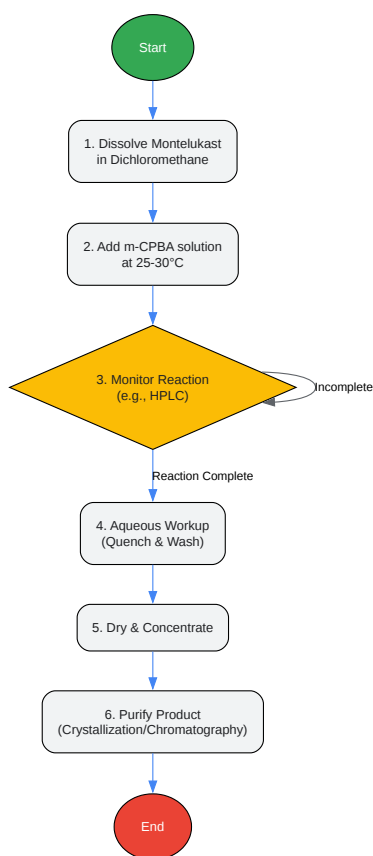 Start
1. Dissolve Montelukast
in Dichloromethane
2. Add m-CPBA solution
at 25-30°C
3. Monitor Reaction
(e.g., HPLC)
Incomplete
Reaction Complete
4. Aqueous Workup
(Quench & Wash)
5. Dry & Concentrate
6. Purify Product
(Crystallization/Chromatography)
End